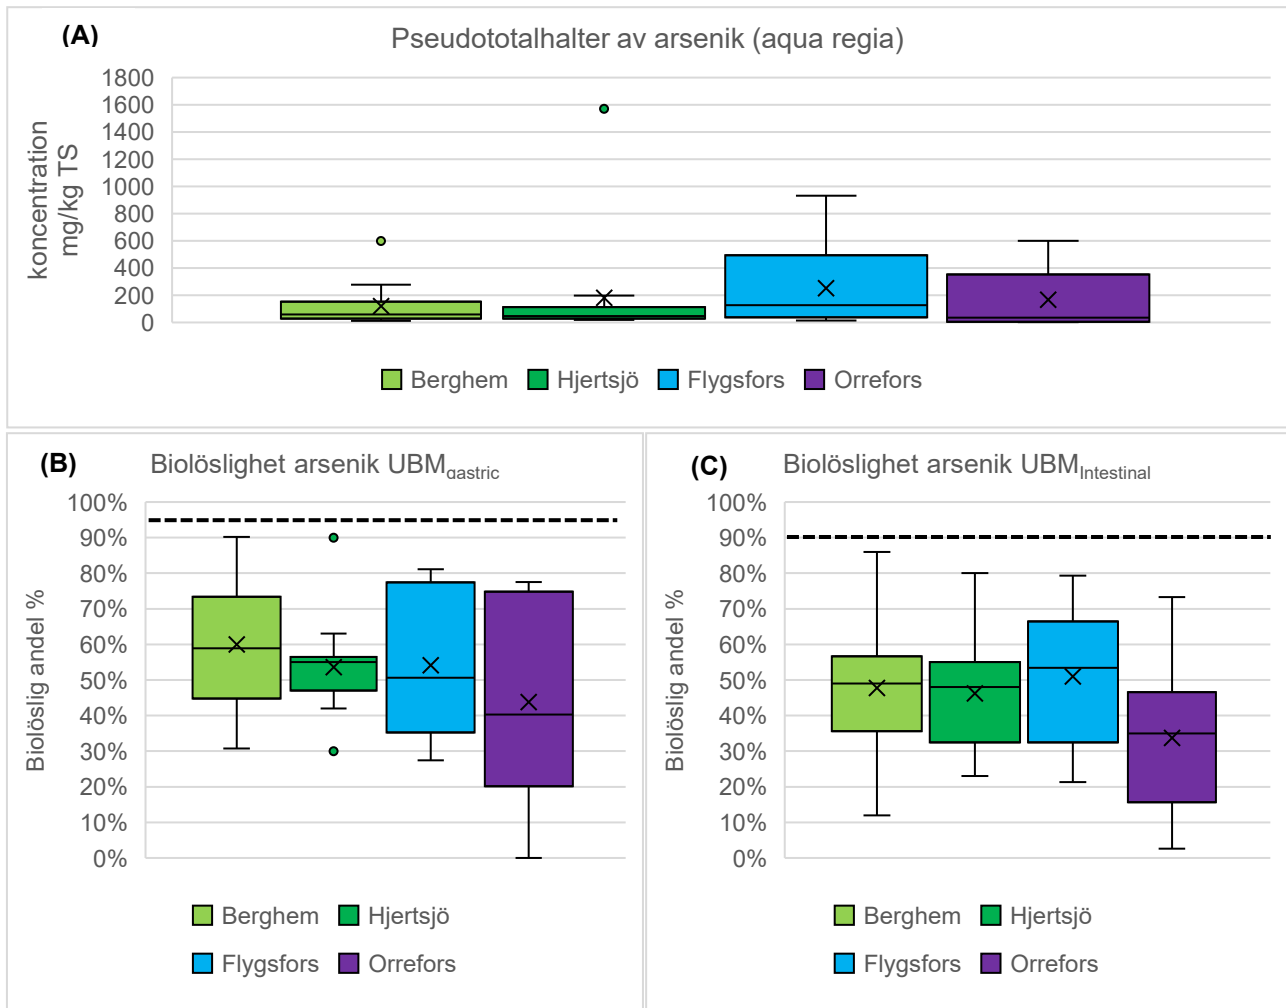 (A)
Pseudototalhalter av arsenik (aqua regia)
koncentration
mg/kg TS
1800
1600
1400
1200
1000
800
600
400
200
0
Berghem Hjertsjö Flygsfors Orrefors
(B)
Biolöslighet arsenik UBMgastric
Biolöslig andel %
100%
90%
80%
70%
60%
50%
40%
30%
20%
10%
0%
Berghem Hjertsjö
Flygsfors Orrefors
(C)
Biolöslighet arsenik UBMIntestinal
Biolöslig andel %
100%
90%
80%
70%
60%
50%
40%
30%
20%
10%
0%
Berghem Hjertsjö
Flygsfors Orrefors